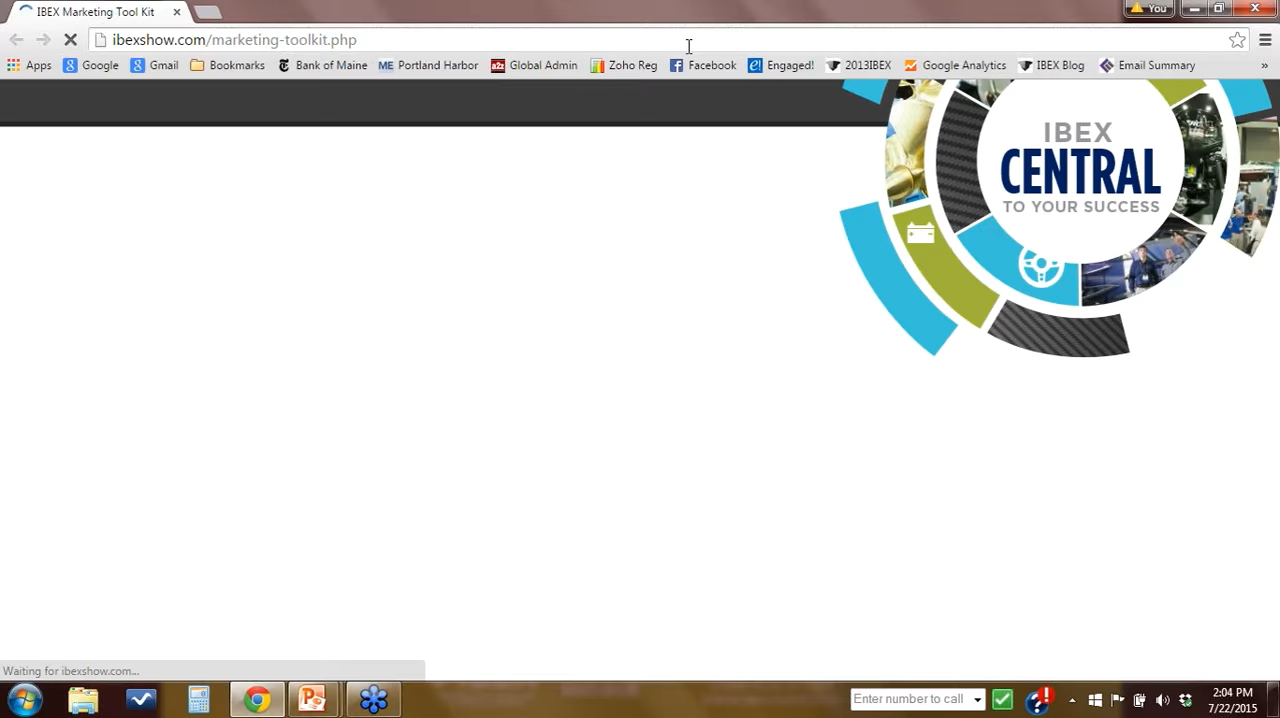 IBEX Marketing Tool Kit
You
ibexshow.com/marketing-toolkit.php
Apps Google Gmail Bookmarks Bank of Maine ME Portland Harbor a2z Global Admin Zoho Reg Facebook e! Engaged! 2013IBEX Google Analytics IBEX Blog Email Summary »
IBEX
CENTRAL
TO YOUR SUCCESS
Waiting for ibexshow.com...
Enter number to call
2:04 PM
7/22/2015